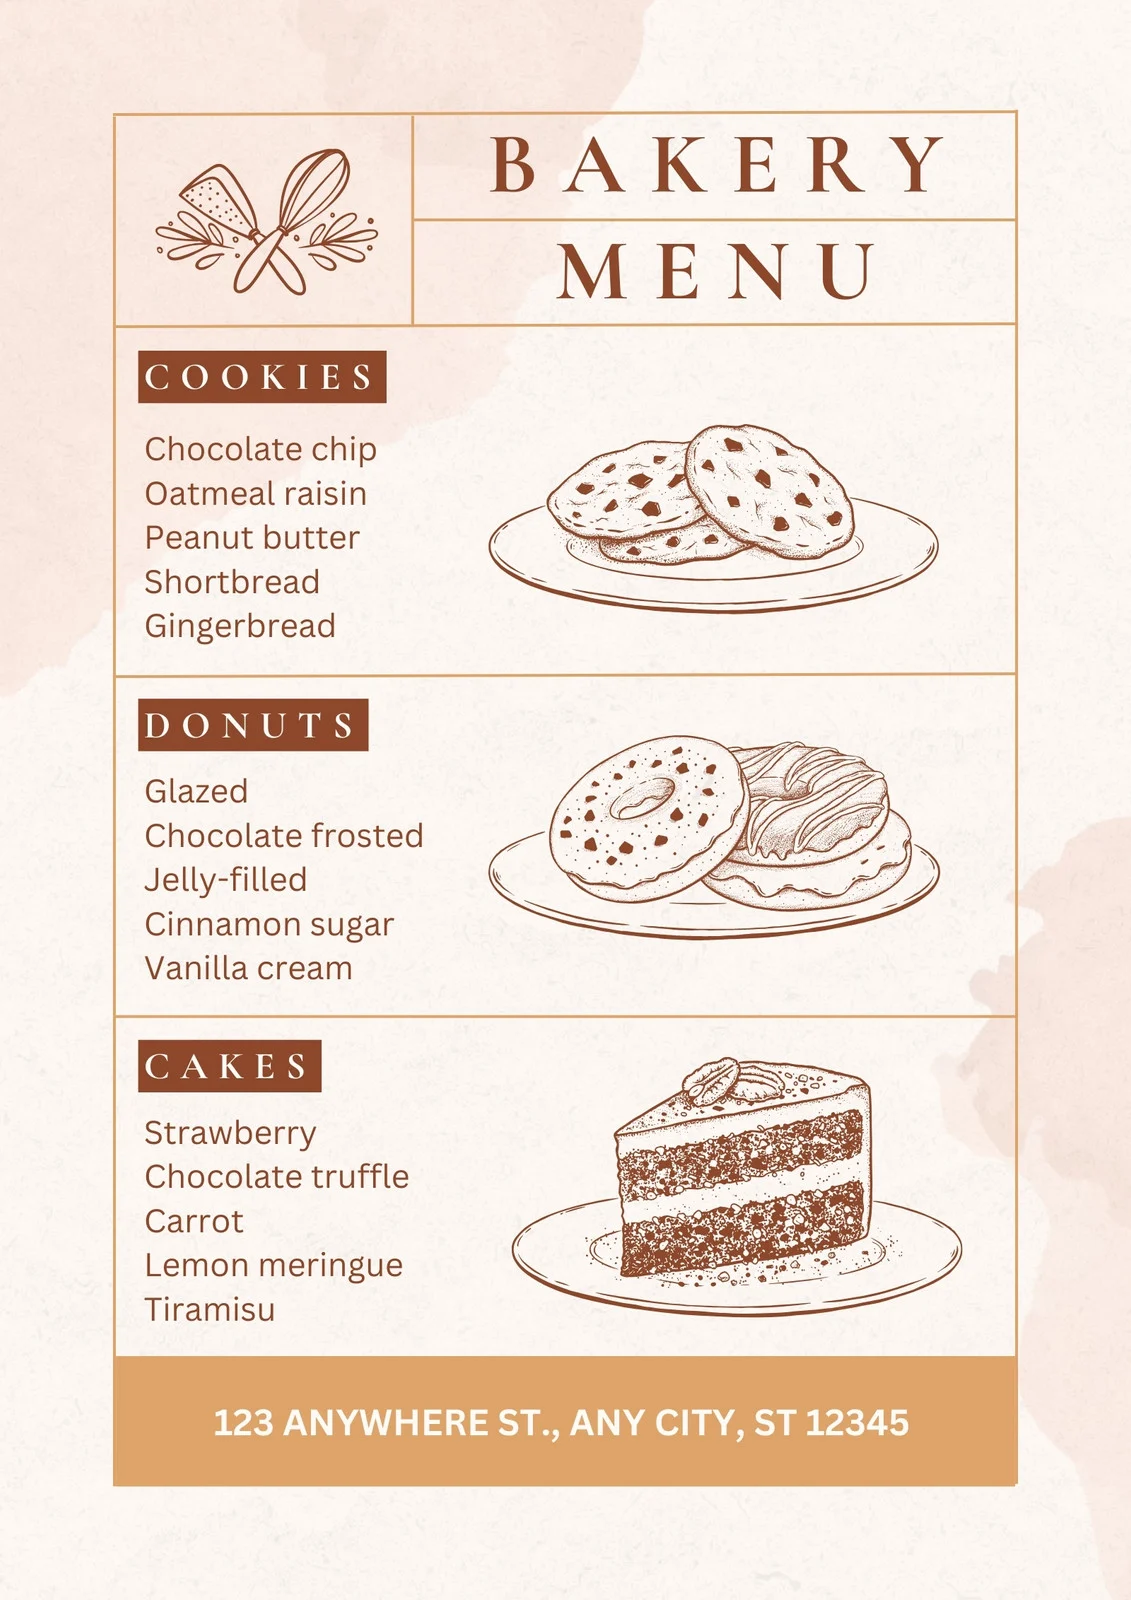 BAKERY
MENU
COOKIES
Chocolate chip
Oatmeal raisin
Peanut butter
Shortbread
Gingerbread
DONUTS
Glazed
Chocolate frosted
Jelly-filled
Cinnamon sugar
Vanilla cream
CAKES
Strawberry
Chocolate truffle
Carrot
Lemon meringue
Tiramisu
123 ANYWHERE ST., ANY CITY, ST 12345